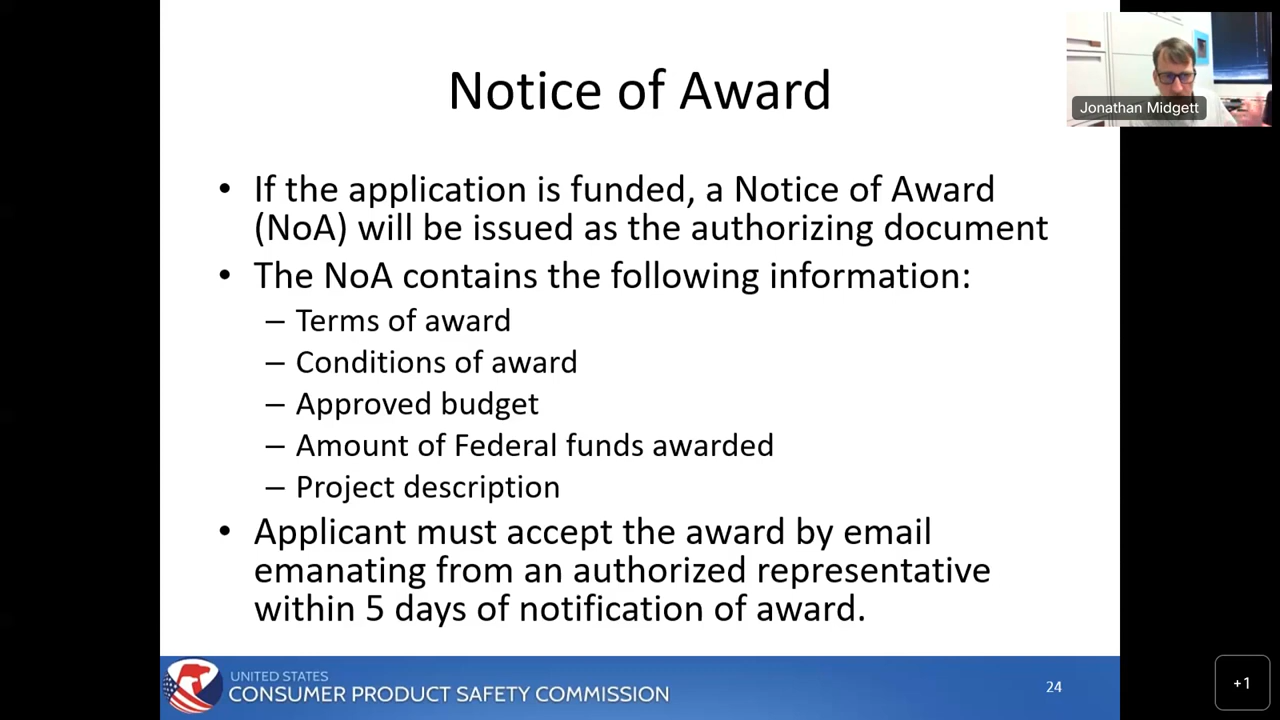 Notice of Award
Jonathan Midgett
• If the application is funded, a Notice of Award
(NoA) will be issued as the authorizing document
• The NoA contains the following information:
– Terms of award
– Conditions of award
– Approved budget
– Amount of Federal funds awarded
– Project description
• Applicant must accept the award by email
emanating from an authorized representative
within 5 days of notification of award.
UNITED STATES
CONSUMER PRODUCT SAFETY COMMISSION
24
+1